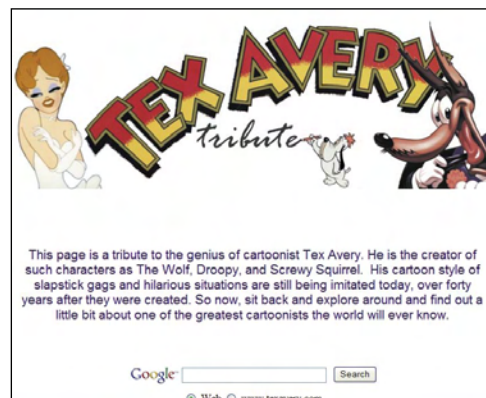 TEX AVERY
tribute
This page is a tribute to the genius of cartoonist Tex Avery. He is the creator of
such characters as The Wolf, Droopy, and Screwy Squirrel. His cartoon style of
slapstick gags and hilarious situations are still being imitated today, over forty
years after they were created. So now, sit back and explore around and find out a
little bit about one of the greatest cartoonists the world will ever know.
Google Search
Web